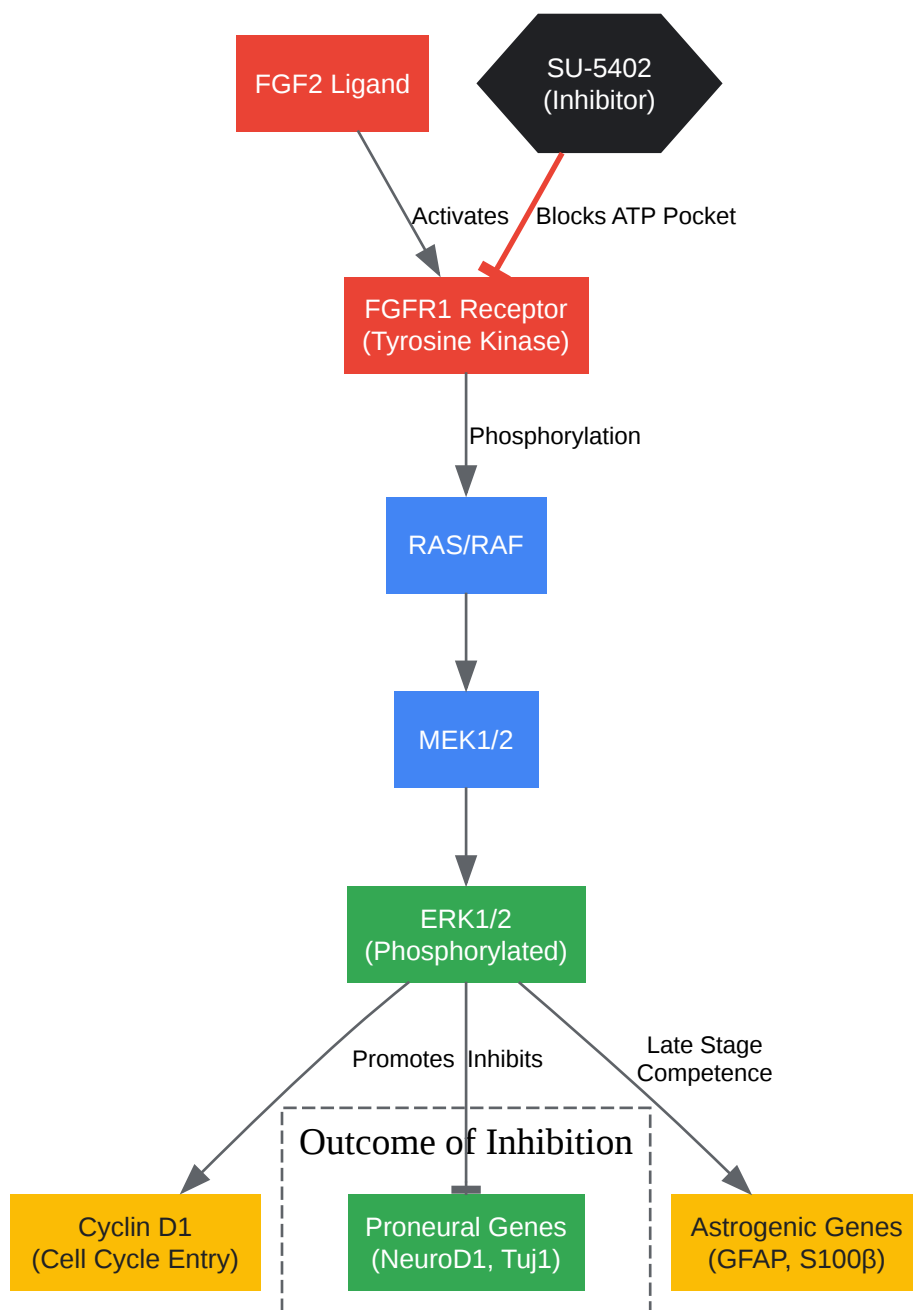 FGF2 Ligand
SU-5402
(Inhibitor)
Activates
Blocks ATP Pocket
FGFR1 Receptor
(Tyrosine Kinase)
Phosphorylation
RAS/RAF
MEK1/2
ERK1/2
(Phosphorylated)
Promotes
Inhibits
Late Stage
Competence
Outcome of Inhibition
Cyclin D1
(Cell Cycle Entry)
Proneural Genes
(NeuroD1, Tuj1)
Astrogenic Genes
(GFAP, S100β)